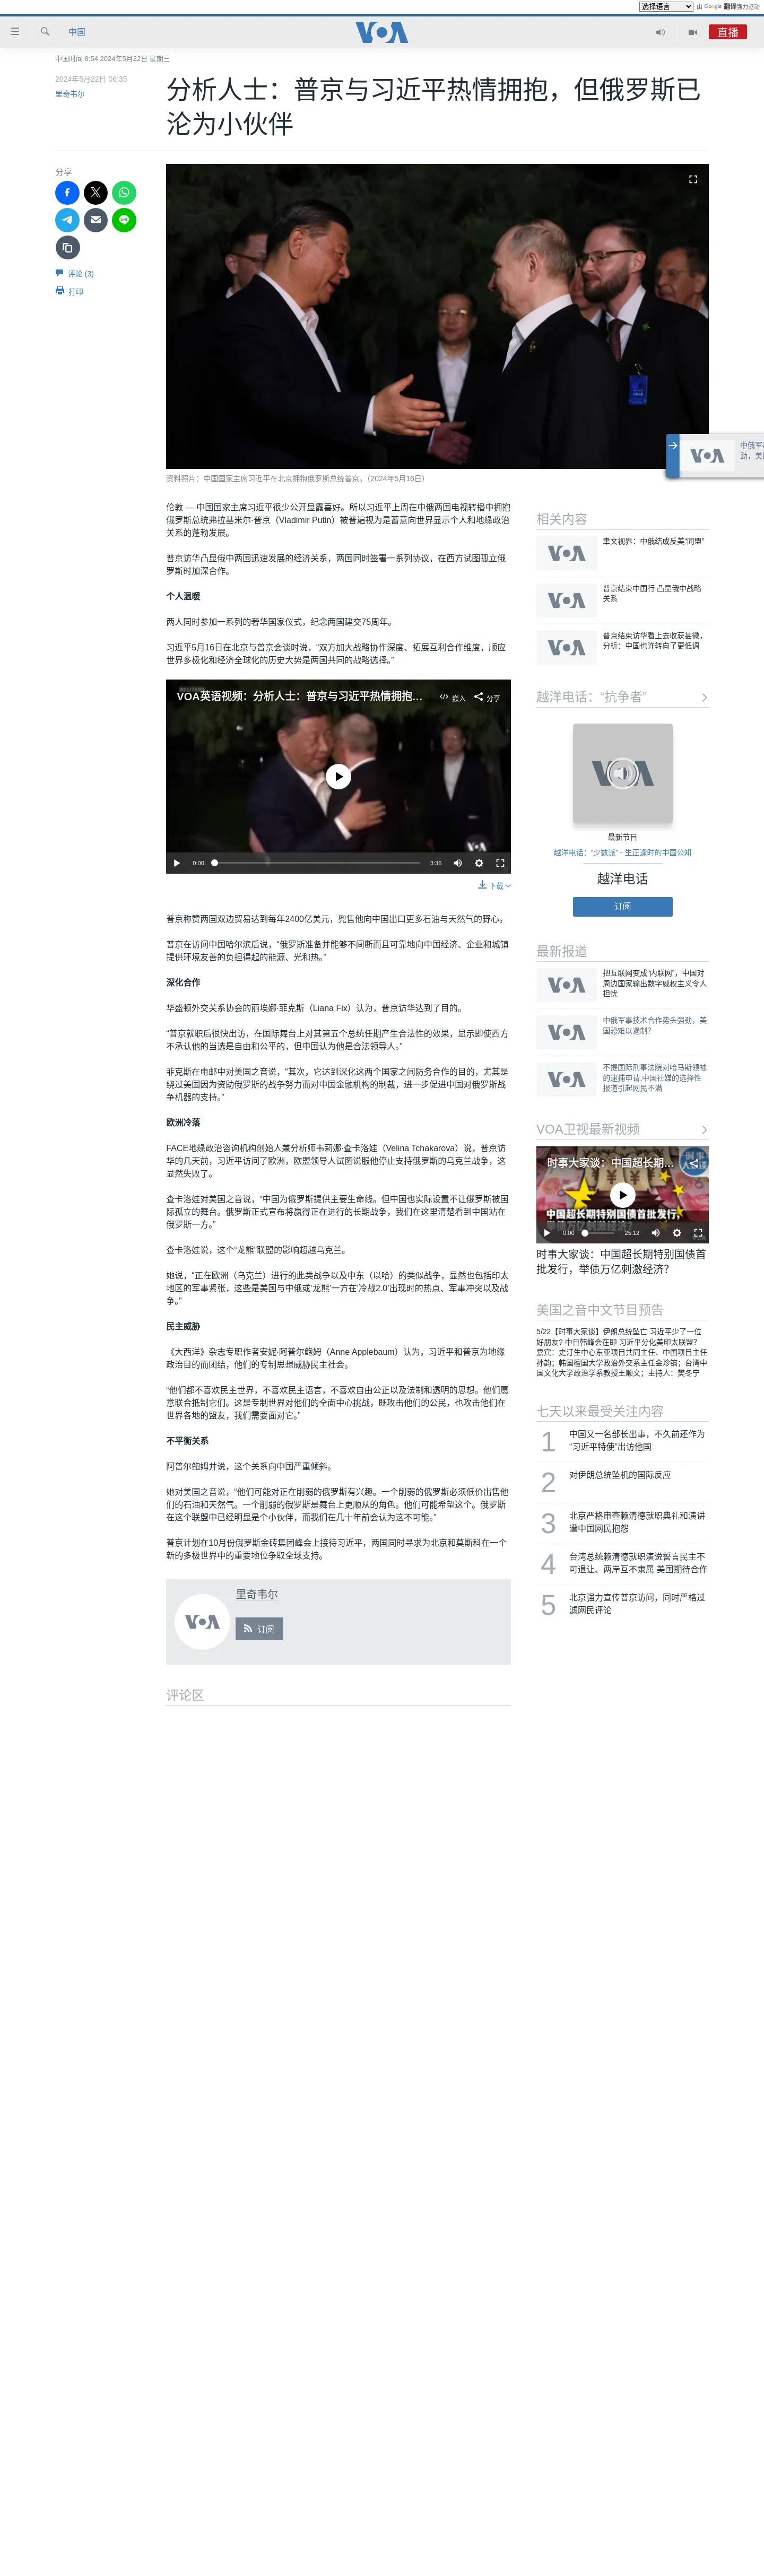 选择语言 由 Google 翻译强力驱动
中国
VOA
直播
中国时间 8:54 2024年5月22日 星期三
2024年5月22日 06:35
里奇韦尔
分析人士：普京与习近平热情拥抱，但俄罗斯已
沦为小伙伴
分享
评论 (3)
打印
资料照片：中国国家主席习近平在北京拥抱俄罗斯总统普京。（2024年5月16日）
VOA
中俄军
劲，美
伦敦 — 中国国家主席习近平很少公开显露喜好。所以习近平上周在中俄两国电视转播中拥抱
俄罗斯总统弗拉基米尔·普京（Vladimir Putin）被普遍视为是蓄意向世界显示个人和地缘政治
关系的蓬勃发展。
普京访华凸显俄中两国迅速发展的经济关系，两国同时签署一系列协议，在西方试图孤立俄
罗斯时加深合作。
个人温暖
两人同时参加一系列的奢华国家仪式，纪念两国建交75周年。
习近平5月16日在北京与普京会谈时说，“双方加大战略协作深度、拓展互利合作维度，顺应
世界多极化和经济全球化的历史大势是两国共同的战略选择。”
VOA英语视频：分析人士：普京与习近平热情拥抱...
嵌入 分享
VOA
0:00 3:36
下载
普京称赞两国双边贸易达到每年2400亿美元，兜售他向中国出口更多石油与天然气的野心。
普京在访问中国哈尔滨后说，“俄罗斯准备并能够不间断而且可靠地向中国经济、企业和城镇
提供环境友善的负担得起的能源、光和热。”
深化合作
华盛顿外交关系协会的丽埃娜·菲克斯（Liana Fix）认为，普京访华达到了目的。
“普京就职后很快出访，在国际舞台上对其第五个总统任期产生合法性的效果，显示即使西方
不承认他的当选是自由和公平的，但中国认为他是合法领导人。”
菲克斯在电邮中对美国之音说，“其次，它达到深化这两个国家之间防务合作的目的，尤其是
绕过美国因为资助俄罗斯的战争努力而对中国金融机构的制裁，进一步促进中国对俄罗斯战
争机器的支持。”
欧洲冷落
FACE地缘政治咨询机构创始人兼分析师韦莉娜·查卡洛娃（Velina Tchakarova）说，普京访
华的几天前，习近平访问了欧洲，欧盟领导人试图说服他停止支持俄罗斯的乌克兰战争，这
显然失败了。
查卡洛娃对美国之音说，“中国为俄罗斯提供主要生命线。但中国也实际设置不让俄罗斯被国
际孤立的舞台。俄罗斯正式宣布将赢得正在进行的长期战争，我们在这里清楚看到中国站在
俄罗斯一方。”
查卡洛娃说，这个“龙熊”联盟的影响超越乌克兰。
她说，“正在欧洲（乌克兰）进行的此类战争以及中东（以哈）的类似战争，显然也包括印太
地区的军事紧张，这些是美国与中俄或‘龙熊’一方在‘冷战2.0’出现时的热点、军事冲突以及战
争。”
民主威胁
《大西洋》杂志专职作者安妮·阿普尔鲍姆（Anne Applebaum）认为，习近平和普京为地缘
政治目的而团结，他们的专制思想威胁民主社会。
“他们都不喜欢民主世界，不喜欢民主语言，不喜欢自由公正以及法制和透明的思想。他们愿
意联合抵制它们。这是专制世界对他们的全面中心挑战，既攻击他们的公民，也攻击他们在
世界各地的盟友，我们需要面对它。”
不平衡关系
阿普尔鲍姆并说，这个关系向中国严重倾斜。
她对美国之音说，“他们可能对正在削弱的俄罗斯有兴趣。一个削弱的俄罗斯必须低价出售他
们的石油和天然气。一个削弱的俄罗斯是舞台上更顺从的角色。他们可能希望这个。俄罗斯
在这个联盟中已经明显是个小伙伴，而我们在几十年前会认为这不可能。”
普京计划在10月份俄罗斯金砖集团峰会上接待习近平，两国同时寻求为北京和莫斯科在一个
新的多极世界中的重要地位争取全球支持。
VOA
里奇韦尔
订阅
评论区
相关内容
VOA
聿文视界：中俄结成反美“同盟”
VOA
普京结束中国行 凸显俄中战略
关系
VOA
普京结束访华看上去收获甚微，
分析：中国也许转向了更低调
越洋电话：“抗争者”
VOA
最新节目
越洋电话：“少数派” - 生正逢时的中国公知
越洋电话
订阅
最新报道
VOA
把互联网变成“内联网”，中国对
周边国家输出数字威权主义令人
担忧
VOA
中俄军事技术合作势头强劲，美
国恐难以遏制？
VOA
不提国际刑事法院对哈马斯领袖
的逮捕申请,中国社媒的选择性
报道引起网民不满
VOA卫视最新视频
时事大家谈：中国超长期...
中国超长期特别国债首批发行，
0:00 25:12
时事大家谈：中国超长期特别国债首
批发行，举债万亿刺激经济？
美国之音中文节目预告
5/22【时事大家谈】伊朗总统坠亡 习近平少了一位
好朋友? 中日韩峰会在即 习近平分化美印太联盟？
嘉宾：史汀生中心东亚项目共同主任、中国项目主任
孙韵；韩国檀国大学政治外交系主任金珍镐；台湾中
国文化大学政治学系教授王顺文；主持人：樊冬宁
七天以来最受关注内容
1 中国又一名部长出事，不久前还作为
“习近平特使”出访他国
2 对伊朗总统坠机的国际反应
3 北京严格审查赖清德就职典礼和演讲
遭中国网民抱怨
4 台湾总统赖清德就职演说誓言民主不
可退让、两岸互不隶属 美国期待合作
5 北京强力宣传普京访问，同时严格过
滤网民评论